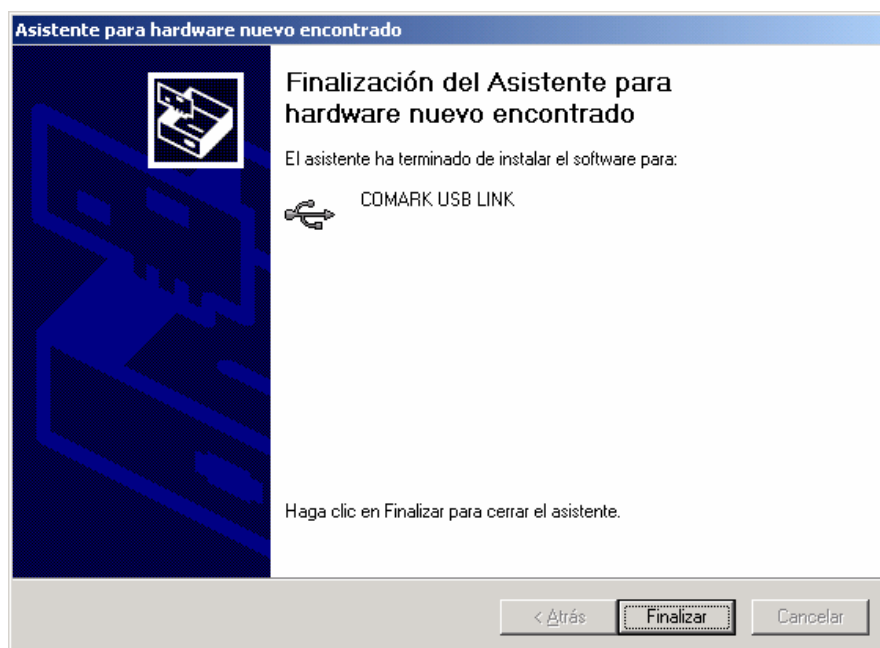 Asistente para hardware nuevo encontrado
Finalización del Asistente para
hardware nuevo encontrado
El asistente ha terminado de instalar el software para:
COMARK USB LINK
Haga clic en Finalizar para cerrar el asistente.
< Atrás
Finalizar
Cancelar